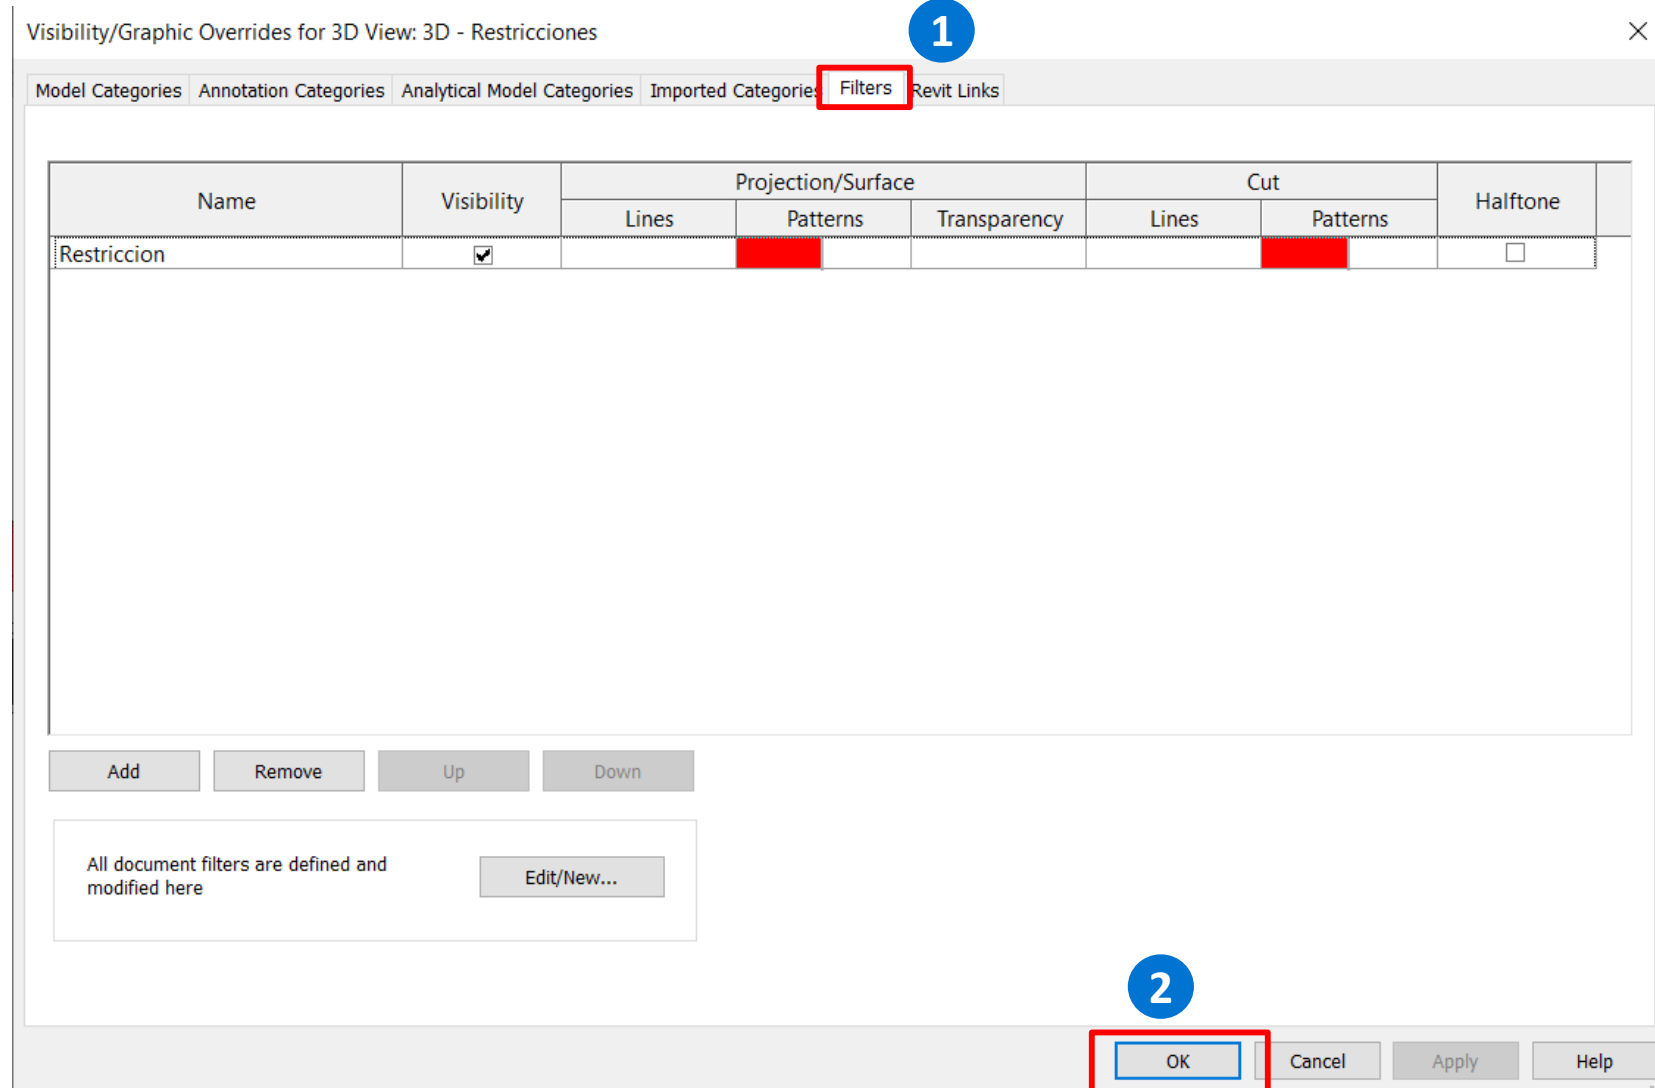 1
Visibility/Graphic Overrides for 3D View: 3D - Restricciones
Model Categories Annotation Categories Analytical Model Categories Imported Categories Filters Revit Links
Name Visibility Projection/Surface Cut Halftone
Lines Patterns Transparency Lines Patterns
Restriccion
Add Remove Up Down
All document filters are defined and
modified here
Edit/New...
2
OK Cancel Apply Help